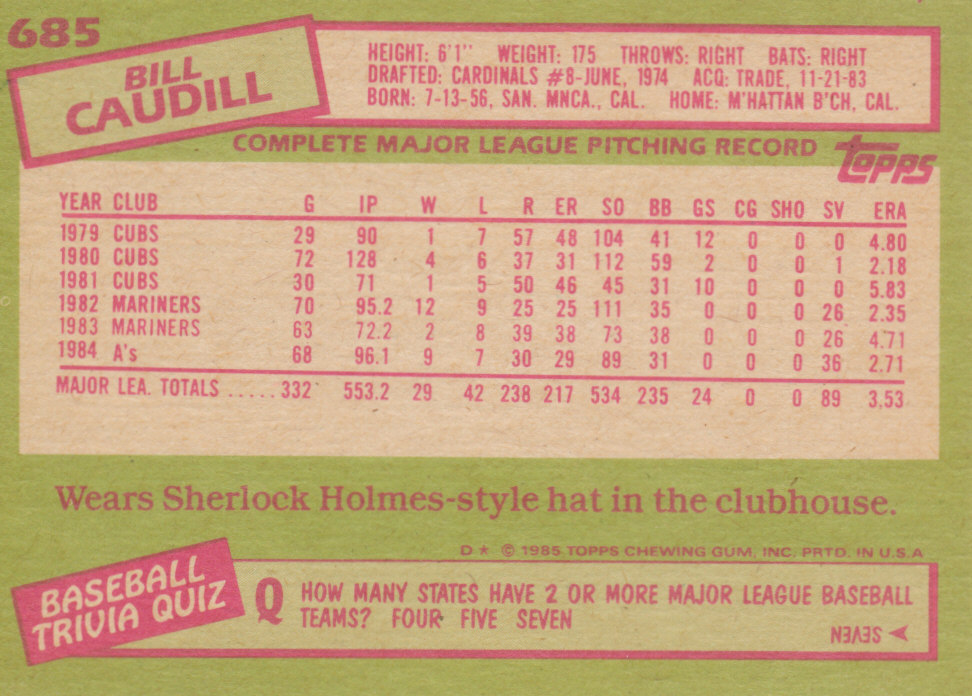 685
BILL
CAUDILL
HEIGHT: 6'1" WEIGHT: 175 THROWS: RIGHT BATS: RIGHT
DRAFTED: CARDINALS #8-JUNE, 1974 ACQ: TRADE, 11-21-83
BORN: 7-13-56, SAN. MNCA., CAL. HOME: M'HATTAN B'CH, CAL.
COMPLETE MAJOR LEAGUE PITCHING RECORD
topps
YEAR CLUB G IP W L R ER SO BB GS CG SHO SV ERA
1979 CUBS 29 90 1 7 57 48 104 41 12 0 0 0 4.80
1980 CUBS 72 128 4 6 37 31 112 59 2 0 0 1 2.18
1981 CUBS 30 71 1 5 50 46 45 31 10 0 0 0 5.83
1982 MARINERS 70 95.2 12 9 25 25 111 35 0 0 0 26 2.35
1983 MARINERS 63 72.2 2 8 39 38 73 38 0 0 0 26 4.71
1984 A's 68 96.1 9 7 30 29 89 31 0 0 0 36 2.71
MAJOR LEA. TOTALS ..... 332 553.2 29 42 238 217 534 235 24 0 0 89 3.53
Wears Sherlock Holmes-style hat in the clubhouse.
D★ © 1985 TOPPS CHEWING GUM, INC. PRTD. IN U.S.A
BASEBALL
TRIVIA QUIZ
Q HOW MANY STATES HAVE 2 OR MORE MAJOR LEAGUE BASEBALL
TEAMS? FOUR FIVE SEVEN
SEVEN